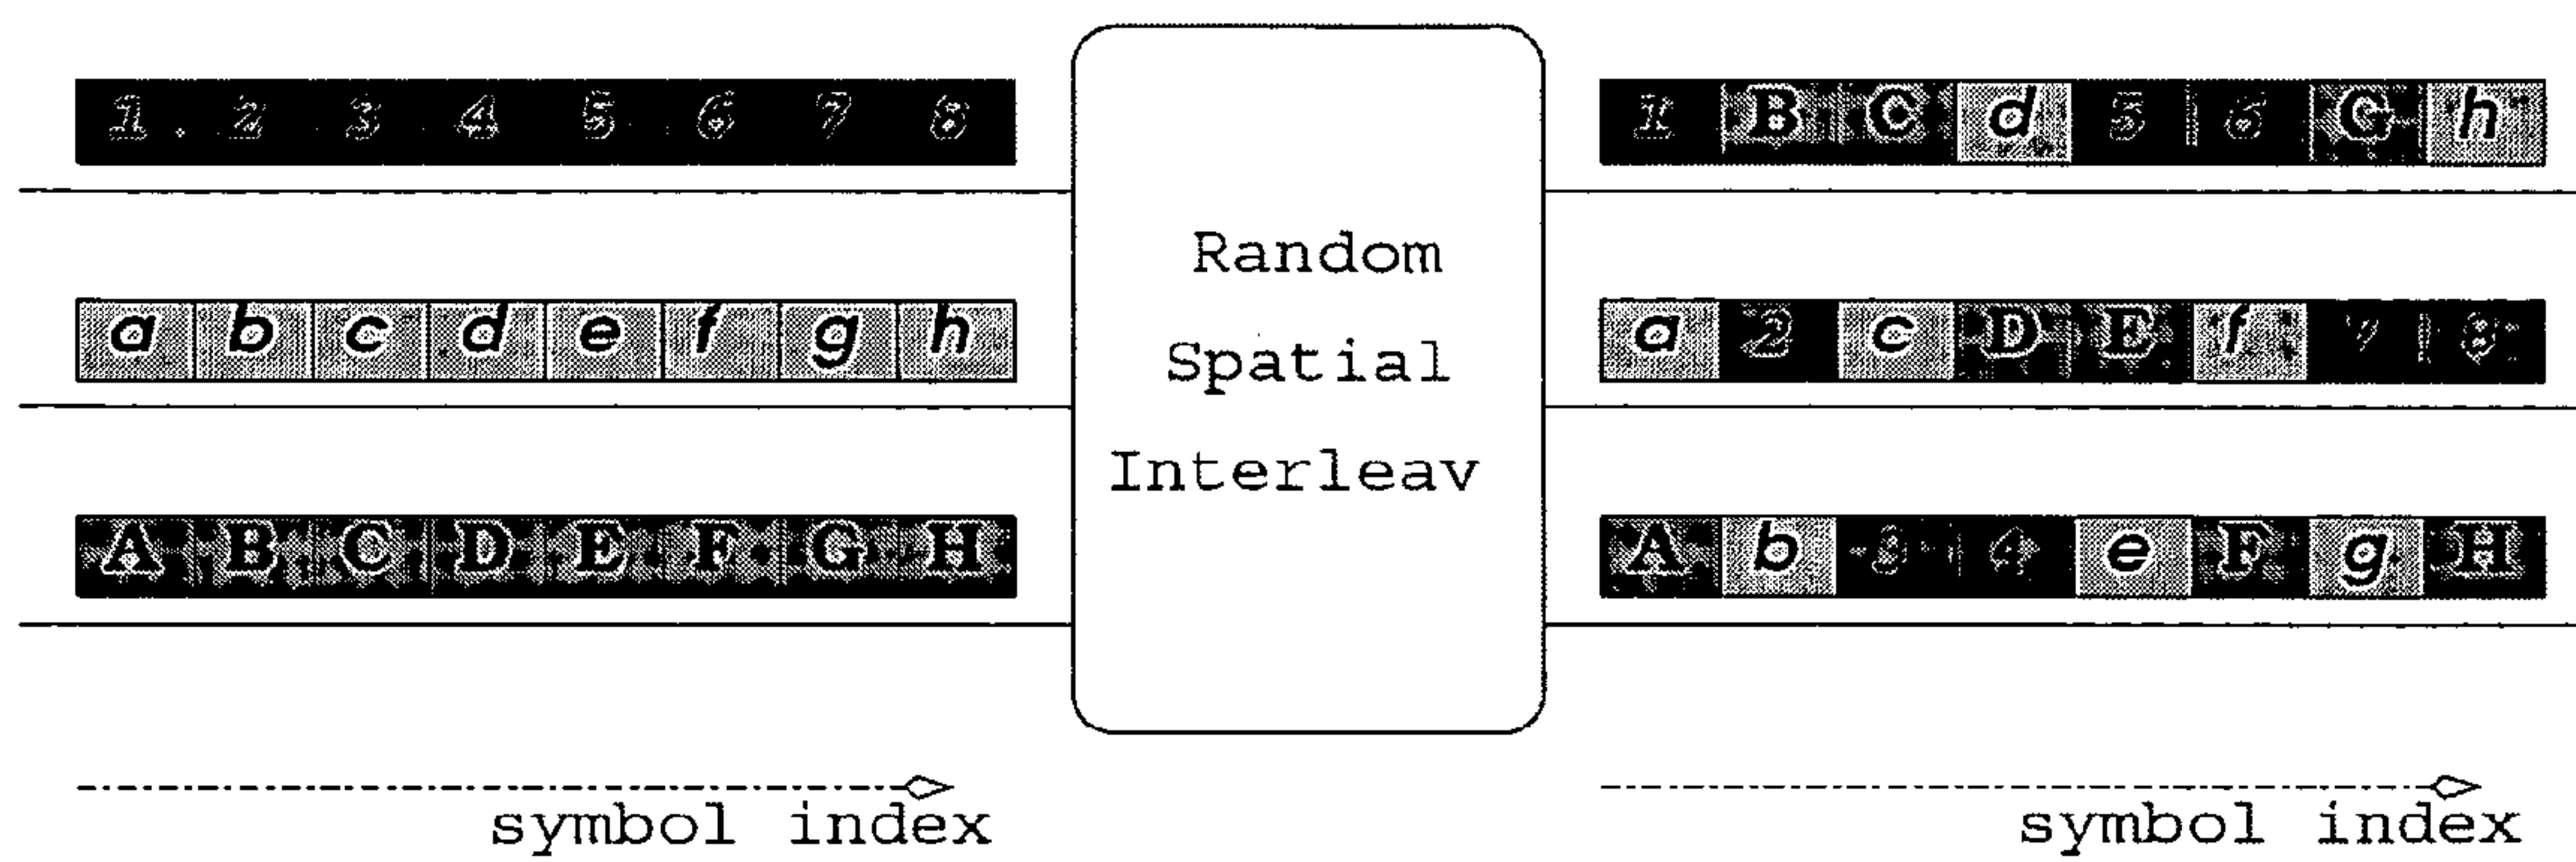 1 2 3 4 5 6 7 8
a b c d e f g h
A B C D E F G H
Random
Spatial
Interleav
1 B C d 5 6 G h
a 2 c D E f 7 8
A b 3 4 e F g H
symbol index
symbol index